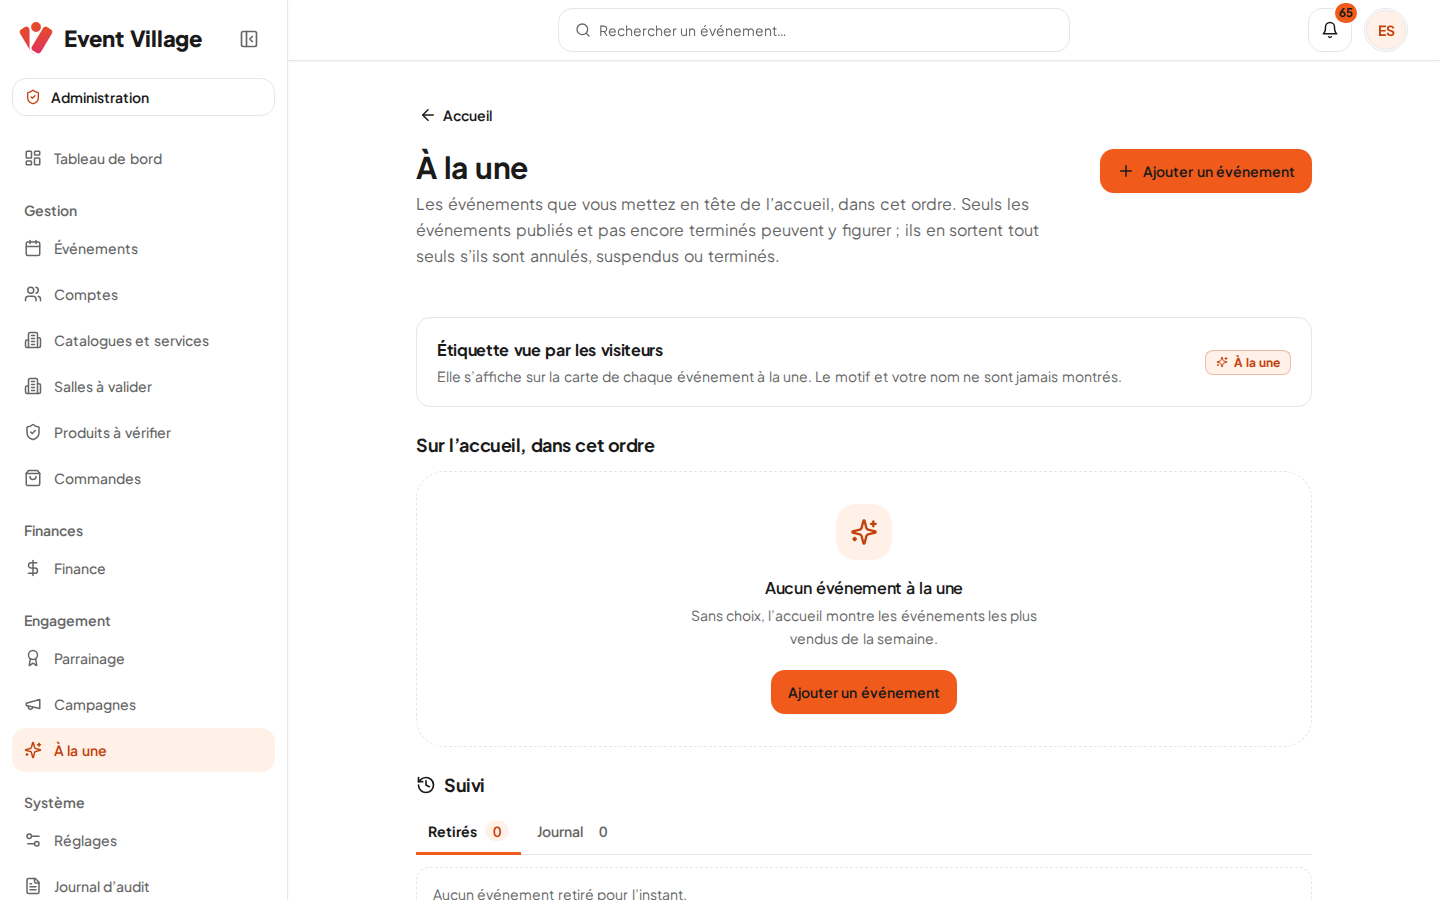 Event Village
Rechercher un événement…
65
ES
Administration
Tableau de bord
Gestion
Événements
Comptes
Catalogues et services
Salles à valider
Produits à vérifier
Commandes
Finances
Finance
Engagement
Parrainage
Campagnes
À la une
Système
Réglages
Journal d’audit
Accueil
À la une
Ajouter un événement
Les événements que vous mettez en tête de l’accueil, dans cet ordre. Seuls les
événements publiés et pas encore terminés peuvent y figurer ; ils en sortent tout
seuls s’ils sont annulés, suspendus ou terminés.
Étiquette vue par les visiteurs
Elle s’affiche sur la carte de chaque événement à la une. Le motif et votre nom ne sont jamais montrés.
À la une
Sur l’accueil, dans cet ordre
Aucun événement à la une
Sans choix, l’accueil montre les événements les plus
vendus de la semaine.
Ajouter un événement
Suivi
Retirés 0 Journal 0
Aucun événement retiré pour l’instant.